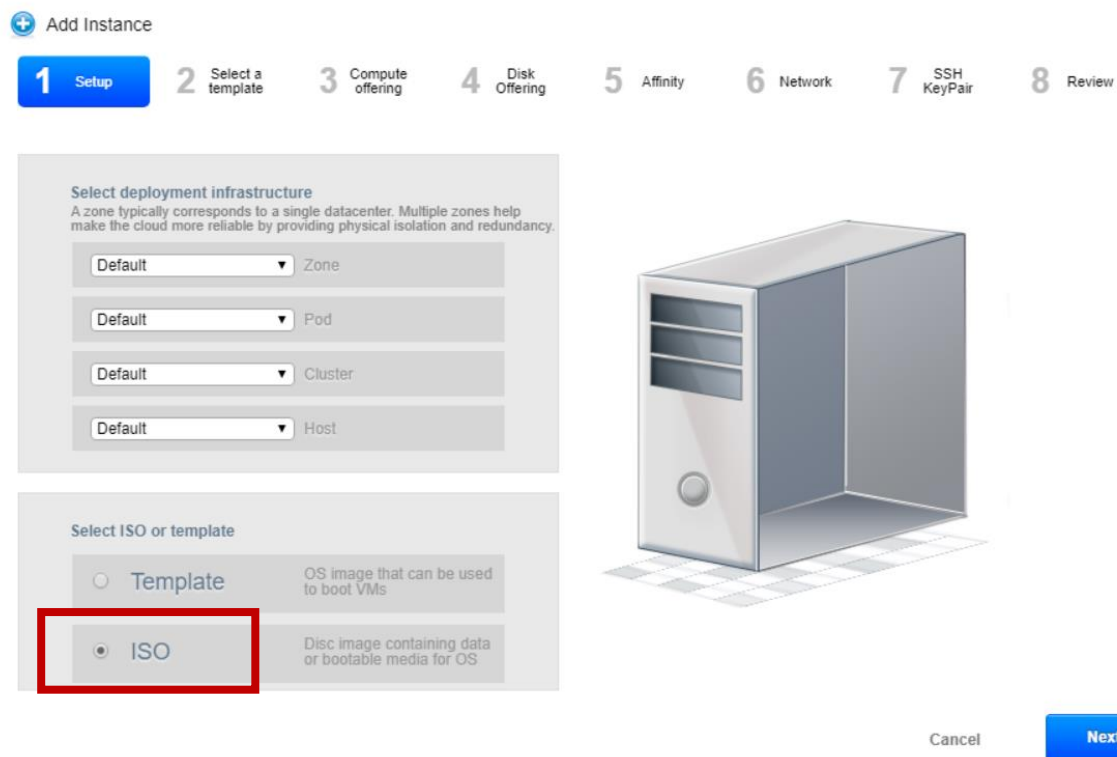 Add Instance
1 Setup
2 Select a
template
3 Compute
offering
4 Disk
Offering
5 Affinity
6 Network
7 SSH
KeyPair
8 Review
Select deployment infrastructure
A zone typically corresponds to a single datacenter. Multiple zones help
make the cloud more reliable by providing physical isolation and redundancy.
Default Zone
Default Pod
Default Cluster
Default Host
Select ISO or template
Template OS image that can be used
to boot VMs
ISO Disc image containing data
or bootable media for OS
Cancel Next